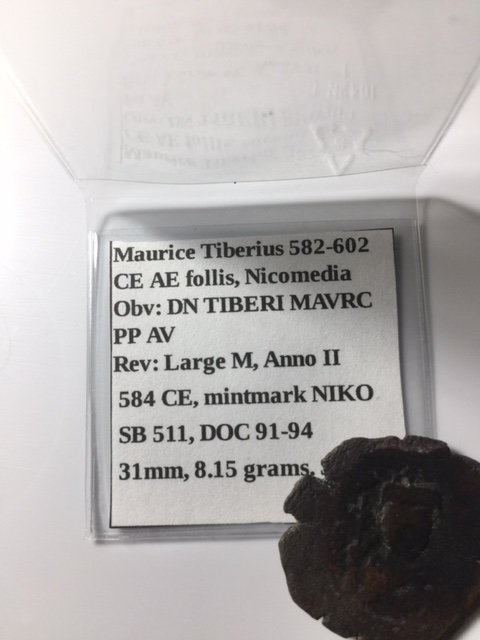 Maurice Tiberius 582-602
CE AE follis, Nicomedia
Obv: DN TIBERI MAVRC
PP AV
Rev: Large M, Anno II
584 CE, mintmark NIKO
SB 511, DOC 91-94
31mm, 8.15 grams.